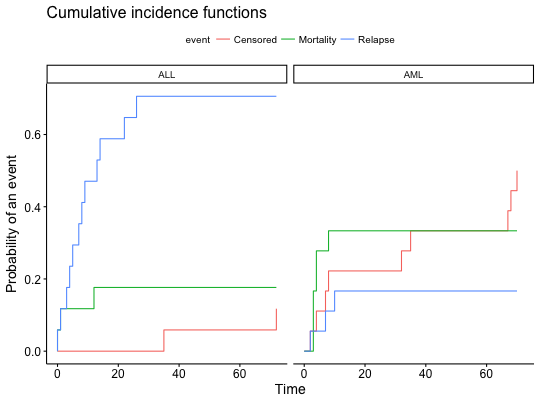 Cumulative incidence functions
event Censored Mortality Relapse
ALL AML
Probability of an event
0.6
0.4
0.2
0.0
0 20 40 60 0 20 40 60
Time